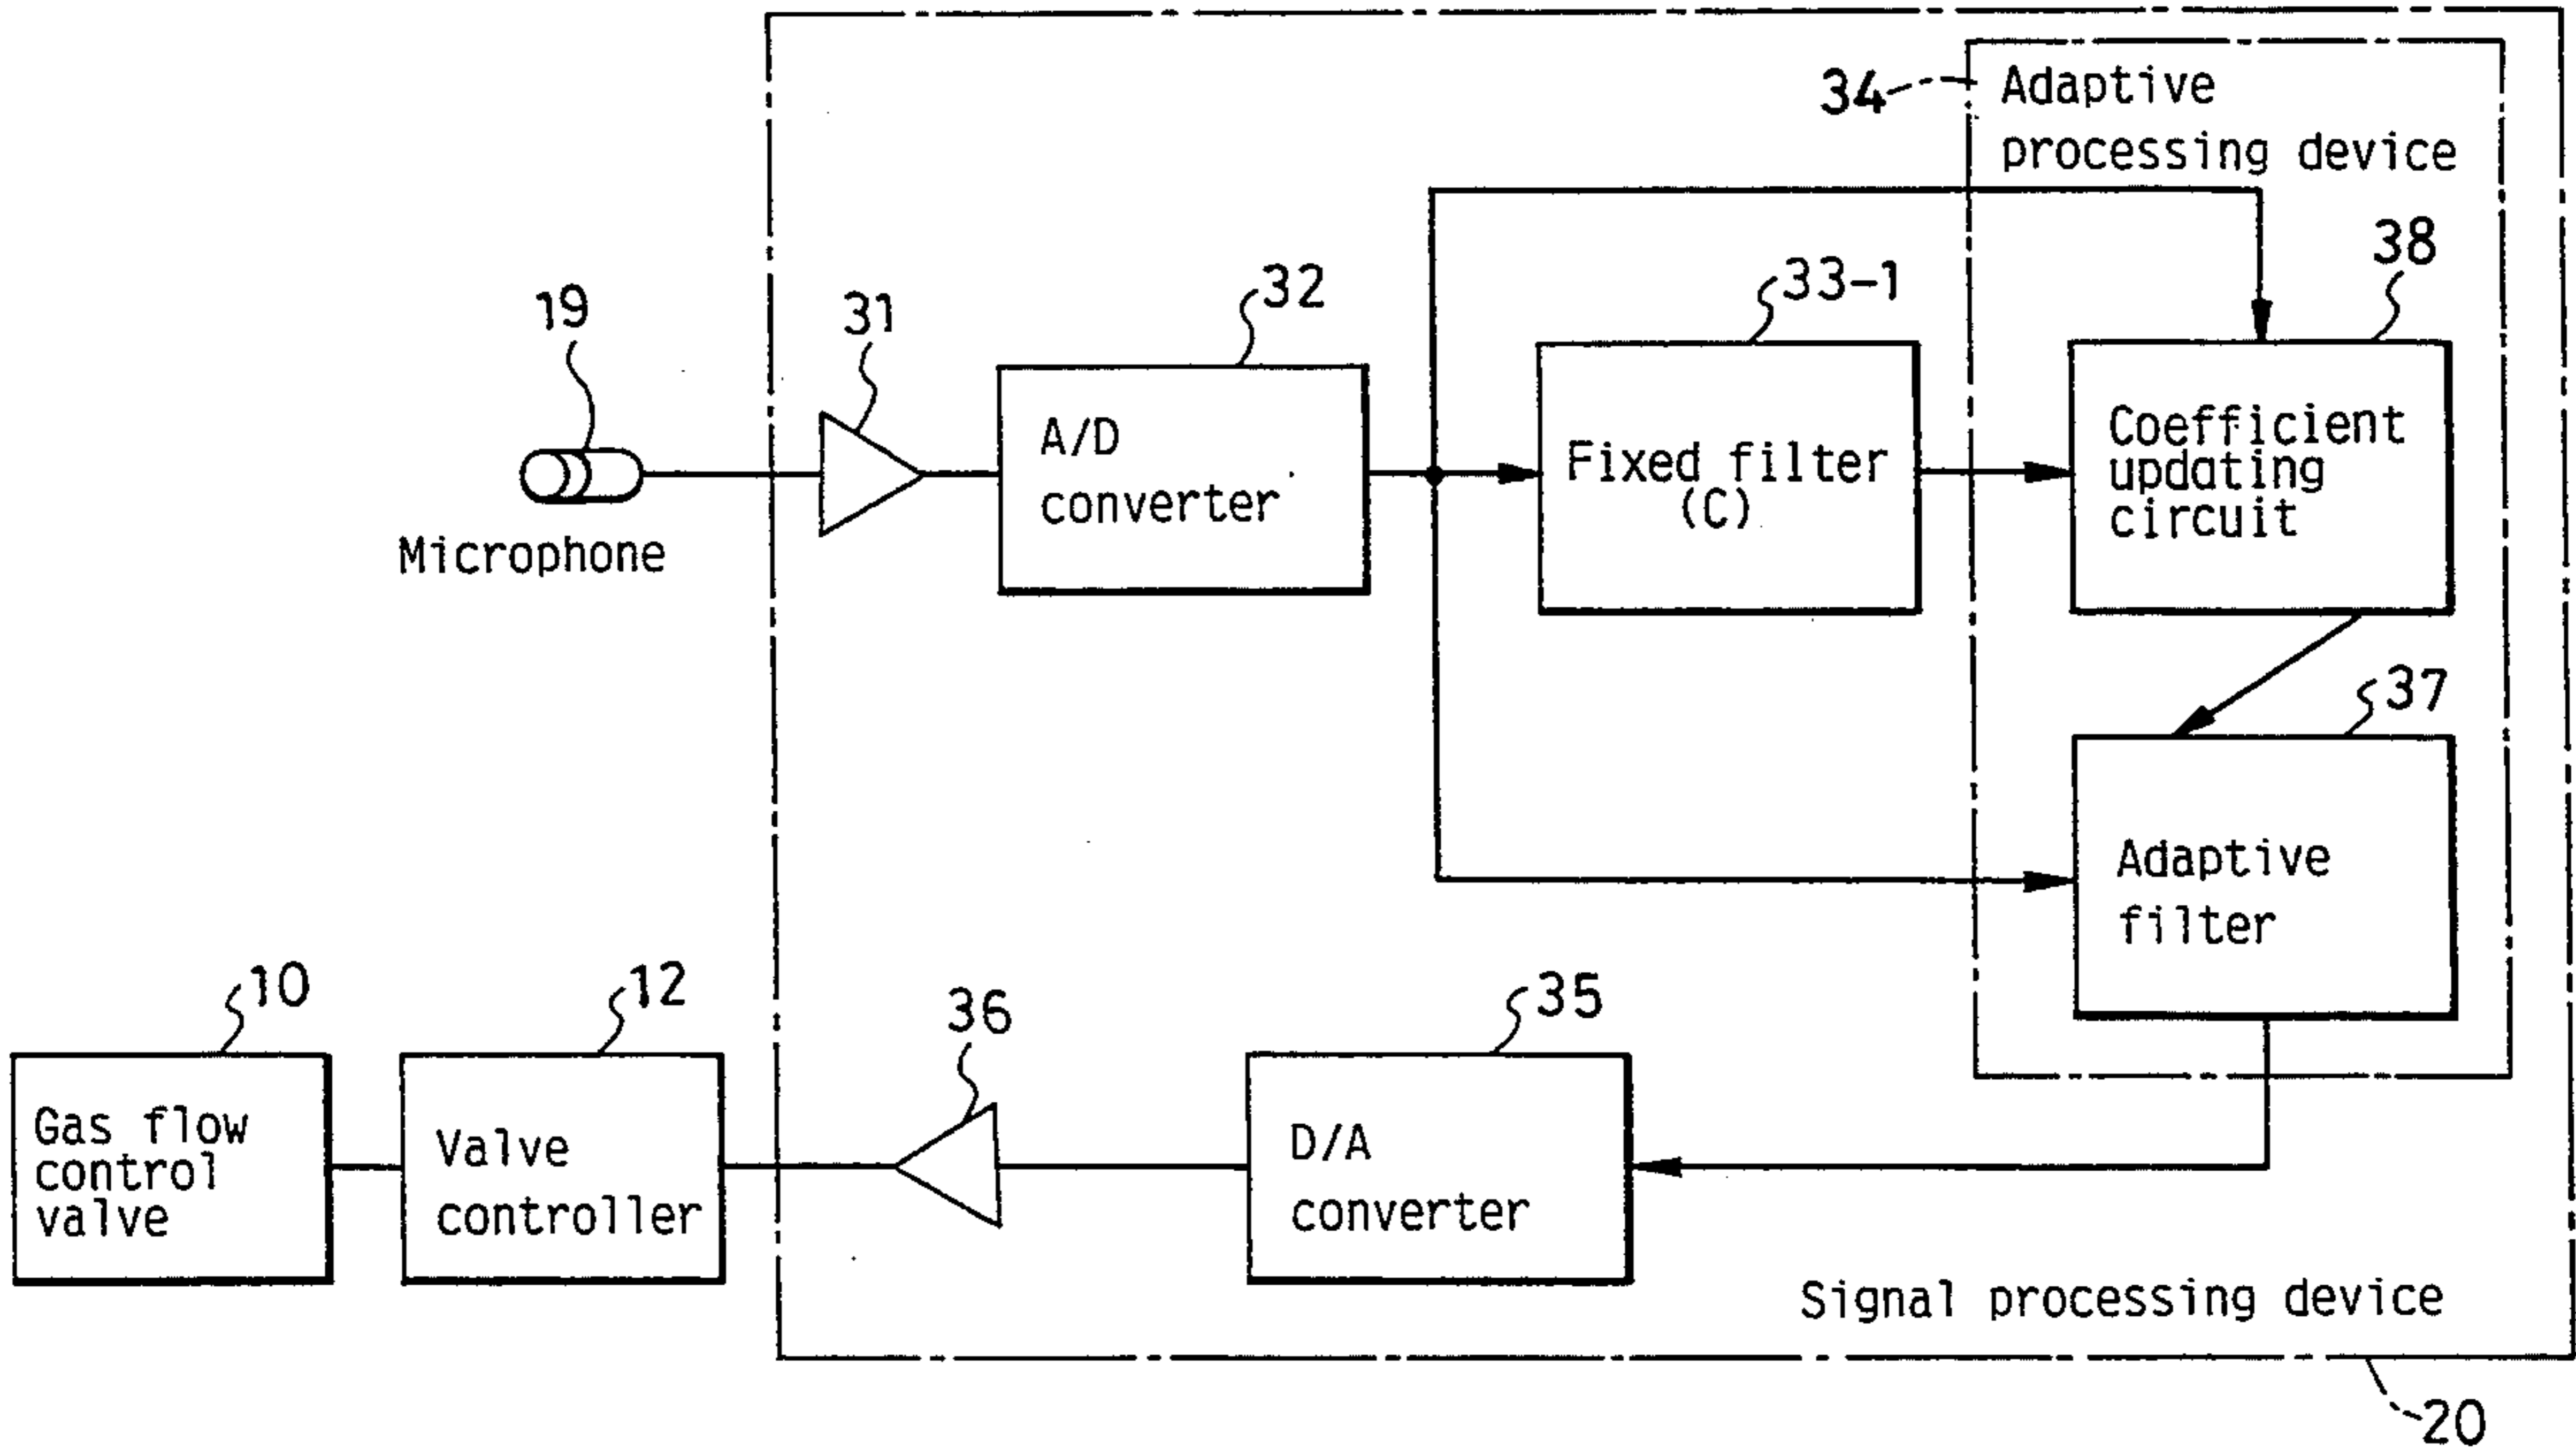 34
Adaptive
processing device
38
33-1
32
31
19
A/D
converter
Fixed filter
(C)
Coefficient
updating
circuit
Microphone
37
Adaptive
filter
10
12
36
35
Gas flow
control
valve
Valve
controller
D/A
converter
Signal processing device
20